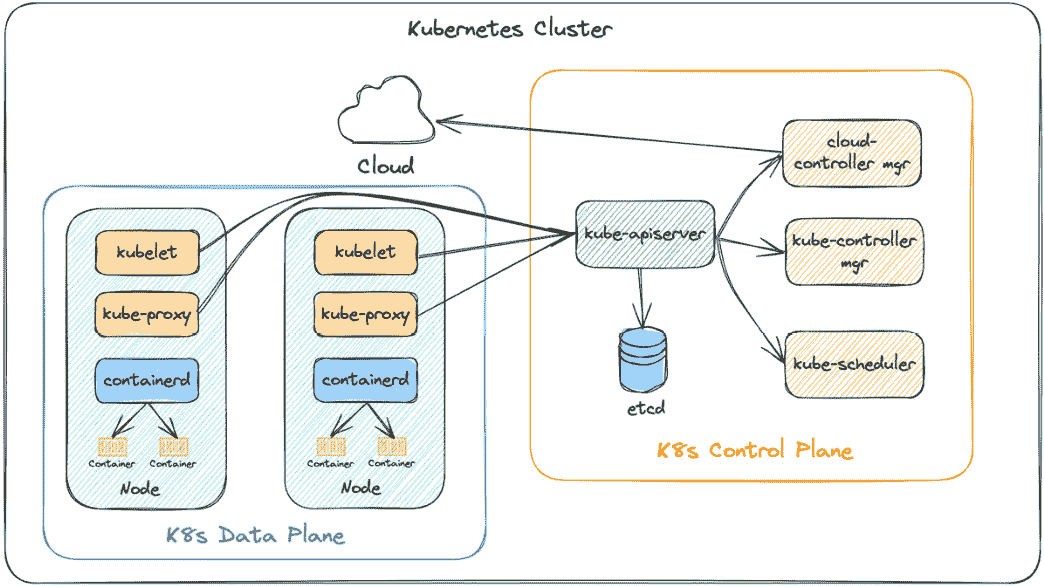 Kubernetes Cluster
Cloud
cloud-
controller mgr
kube-apiserver
kube-controller
mgr
kube-scheduler
etcd
K8s Control Plane
kubelet
kube-proxy
containerd
Container
Container
Node
kubelet
kube-proxy
containerd
Container
Container
Node
K8s Data Plane